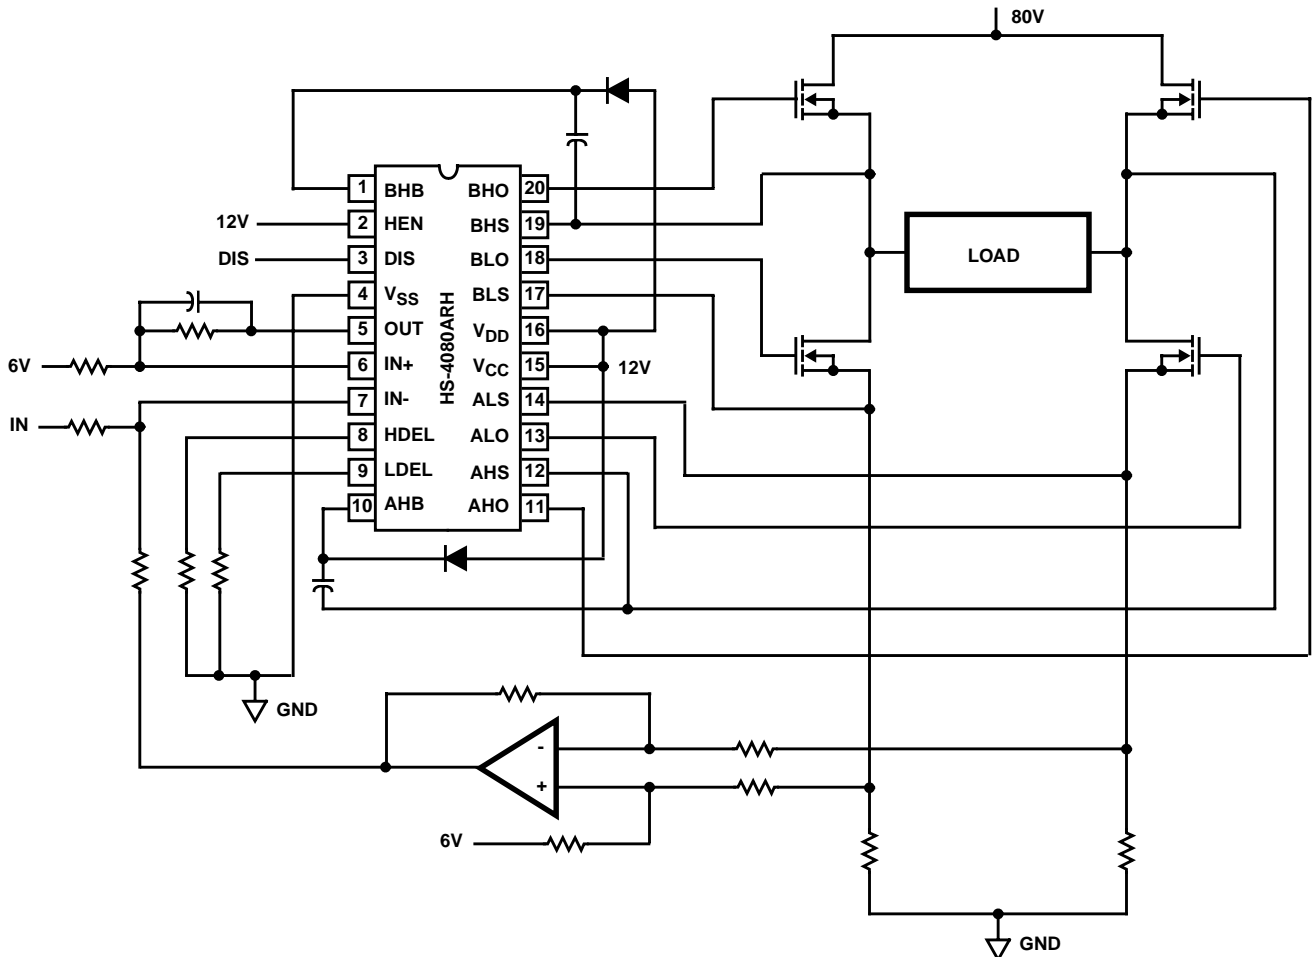 80V
1 BHB BHO 20
12V 2 HEN BHS 19
DIS 3 DIS BLO 18
4 VSS BLS 17
5 OUT VDD 16
6V 6 IN+ VCC 15 12V
IN 7 IN- ALS 14
8 HDEL ALO 13
9 LDEL AHS 12
10 AHB AHO 11
HS-4080ARH
LOAD
GND
-
+
6V
GND